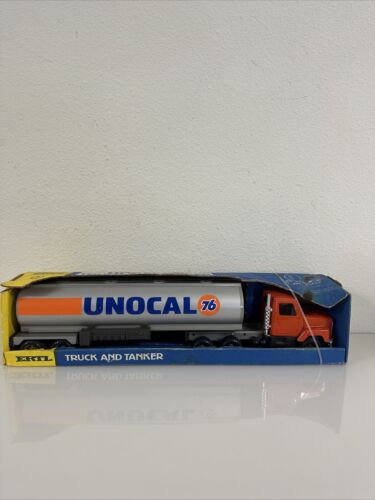 UNOCAL 76
ERTL TRUCK AND TANKER